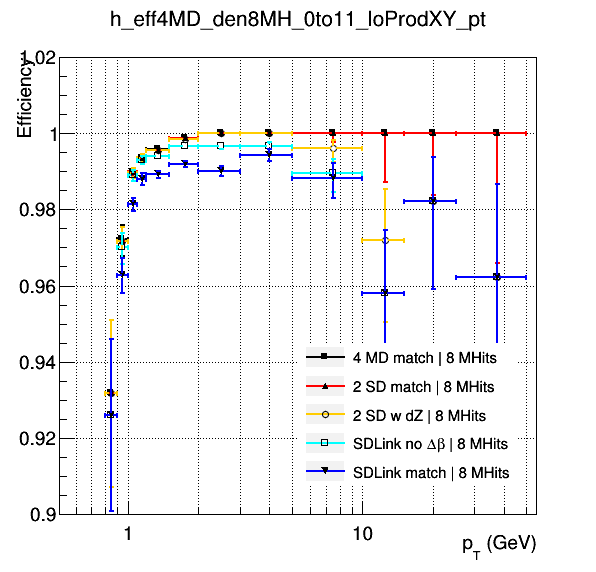 h_eff4MD_den8MH_0to11_loProdXY_pt
Efficiency
1.02
1
0.98
0.96
0.94
0.92
0.9
4 MD match | 8 MHits
2 SD match | 8 MHits
2 SD w dZ | 8 MHits
SDLink no Δβ | 8 MHits
SDLink match | 8 MHits
1 10
p_T (GeV)